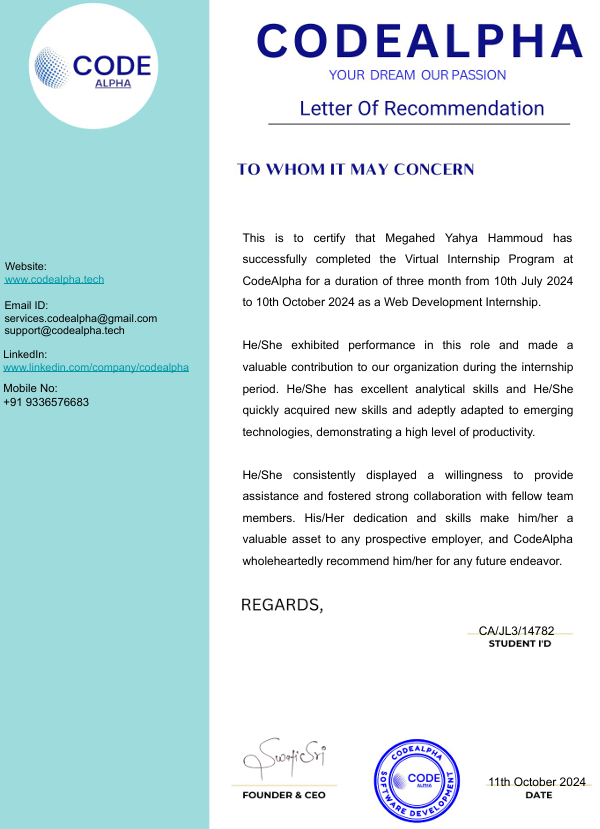 CODE
ALPHA
CODEALPHA
YOUR DREAM OUR PASSION
Letter Of Recommendation
TO WHOM IT MAY CONCERN
Website:
www.codealpha.tech
Email ID:
services.codealpha@gmail.com
support@codealpha.tech
LinkedIn:
www.linkedin.com/company/codealpha
Mobile No:
+91 9336576683
This is to certify that Megahed Yahya Hammoud has
successfully completed the Virtual Internship Program at
CodeAlpha for a duration of three month from 10th July 2024
to 10th October 2024 as a Web Development Internship.
He/She exhibited performance in this role and made a
valuable contribution to our organization during the internship
period. He/She has excellent analytical skills and He/She
quickly acquired new skills and adeptly adapted to emerging
technologies, demonstrating a high level of productivity.
He/She consistently displayed a willingness to provide
assistance and fostered strong collaboration with fellow team
members. His/Her dedication and skills make him/her a
valuable asset to any prospective employer, and CodeAlpha
wholeheartedly recommend him/her for any future endeavor.
REGARDS,
CA/JL3/14782
STUDENT I'D
FOUNDER & CEO
CODEALPHA
CODE
ALPHA
SOFTWARE DEVELOPMENT
11th October 2024
DATE